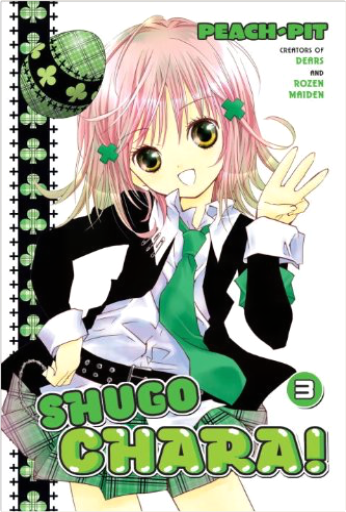 PEACH-PIT
CREATORS OF
DEARS
AND
ROZEN
MAIDEN
SHUGO
CHARA!
3